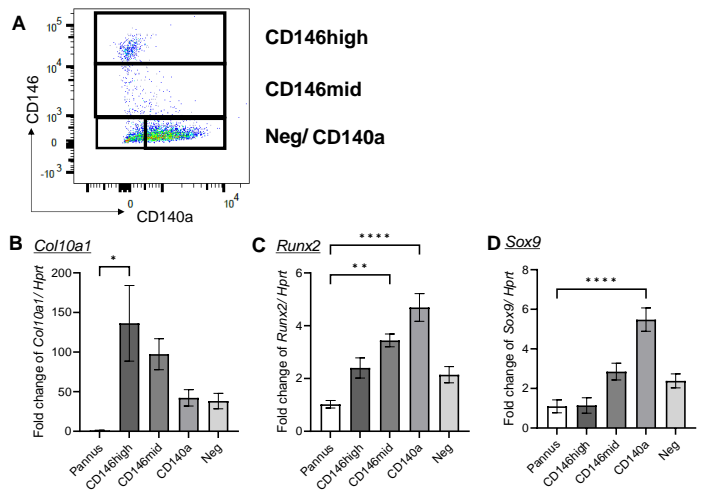 A
CD146
10^5
10^4
10^3
0
-10^3
0
10^4
CD140a
CD146high
CD146mid
Neg/ CD140a
B Col10a1
Fold change of Col10a1/ Hprt
200
150
100
50
0
*
Pannus
CD146high
CD146mid
CD140a
Neg
C Runx2
Fold change of Runx2/ Hprt
6
4
2
0
****
**
Pannus
CD146high
CD146mid
CD140a
Neg
D Sox9
Fold change of Sox9/ Hprt
8
6
4
2
0
****
Pannus
CD146high
CD146mid
CD140a
Neg